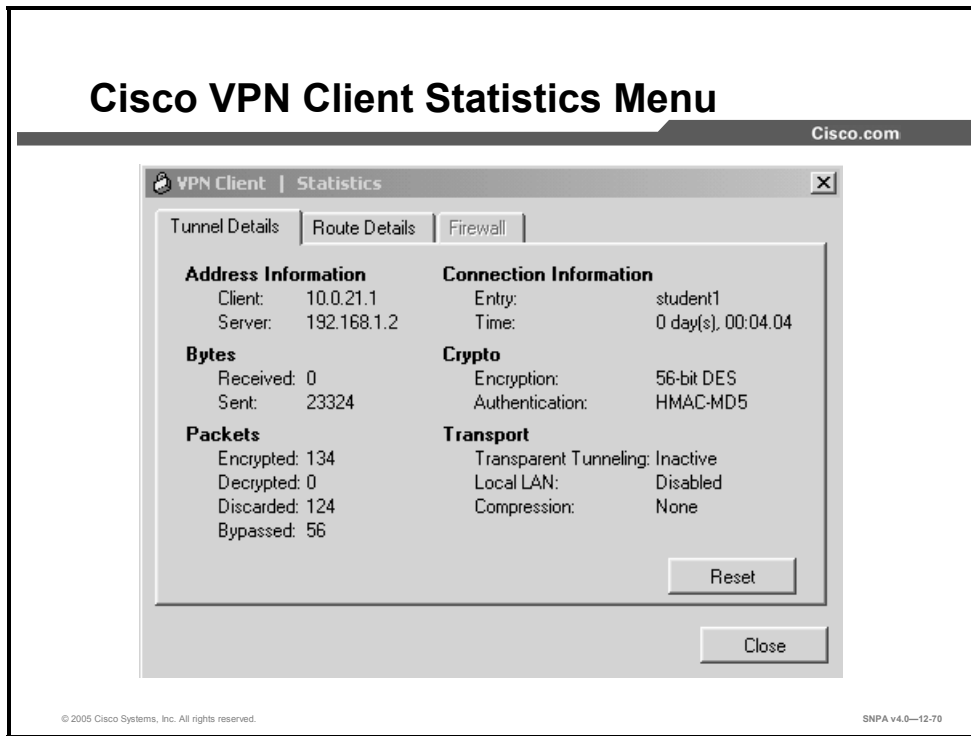 Cisco VPN Client Statistics Menu
Cisco.com
VPN Client | Statistics
Tunnel Details
Route Details
Firewall
Address Information
Client: 10.0.21.1
Server: 192.168.1.2
Bytes
Received: 0
Sent: 23324
Packets
Encrypted: 134
Decrypted: 0
Discarded: 124
Bypassed: 56
Connection Information
Entry: student1
Time: 0 day(s), 00:04.04
Crypto
Encryption: 56-bit DES
Authentication: HMAC-MD5
Transport
Transparent Tunneling: Inactive
Local LAN: Disabled
Compression: None
Reset
Close
© 2005 Cisco Systems, Inc. All rights reserved.
SNPA v4.0—12-70